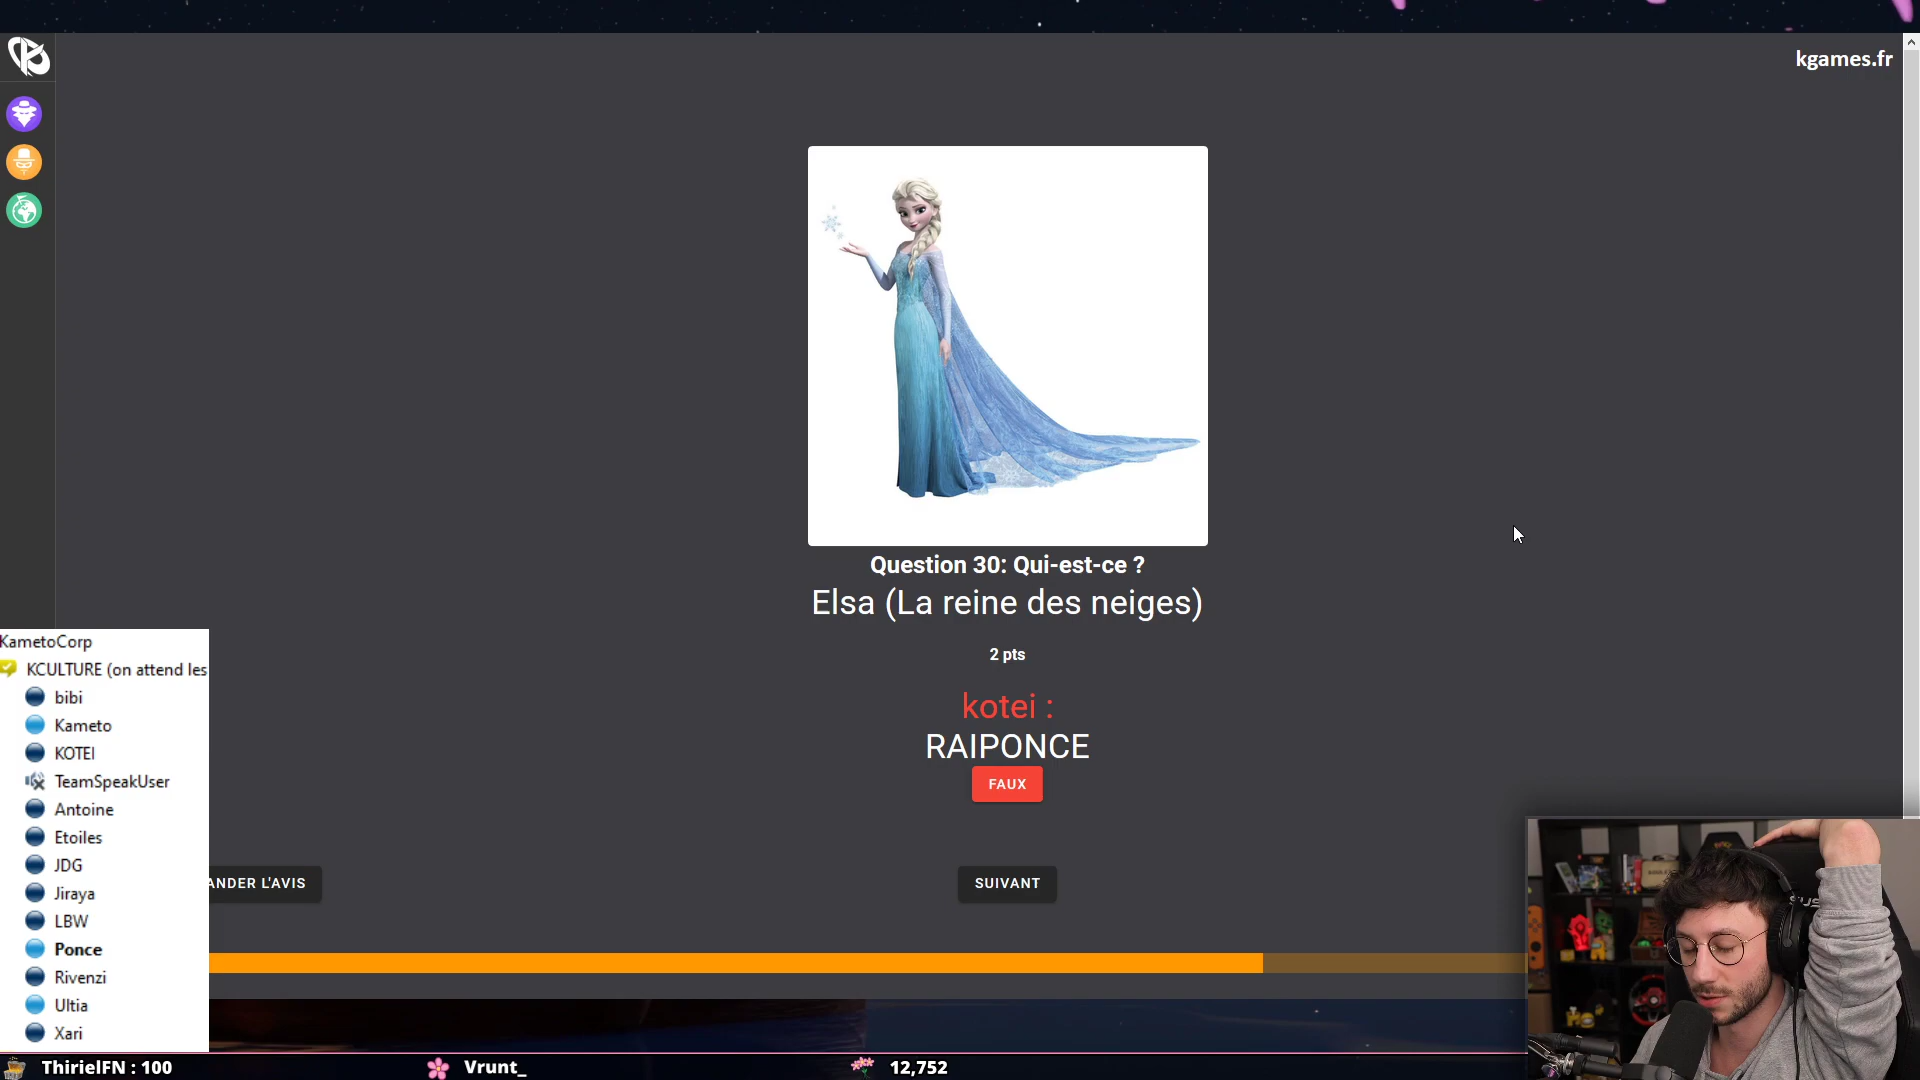 kgames.fr
Question 30: Qui-est-ce ?
Elsa (La reine des neiges)
2 pts
kotei :
RAIPONCE
FAUX
ANDER L'AVIS
SUIVANT
KametoCorp
KCULTURE (on attend les
bibi
Kameto
KOTEI
TeamSpeakUser
Antoine
Etoiles
JDG
Jiraya
LBW
Ponce
Rivenzi
Ultia
Xari
ThirielFN : 100
Vrunt_
12,752